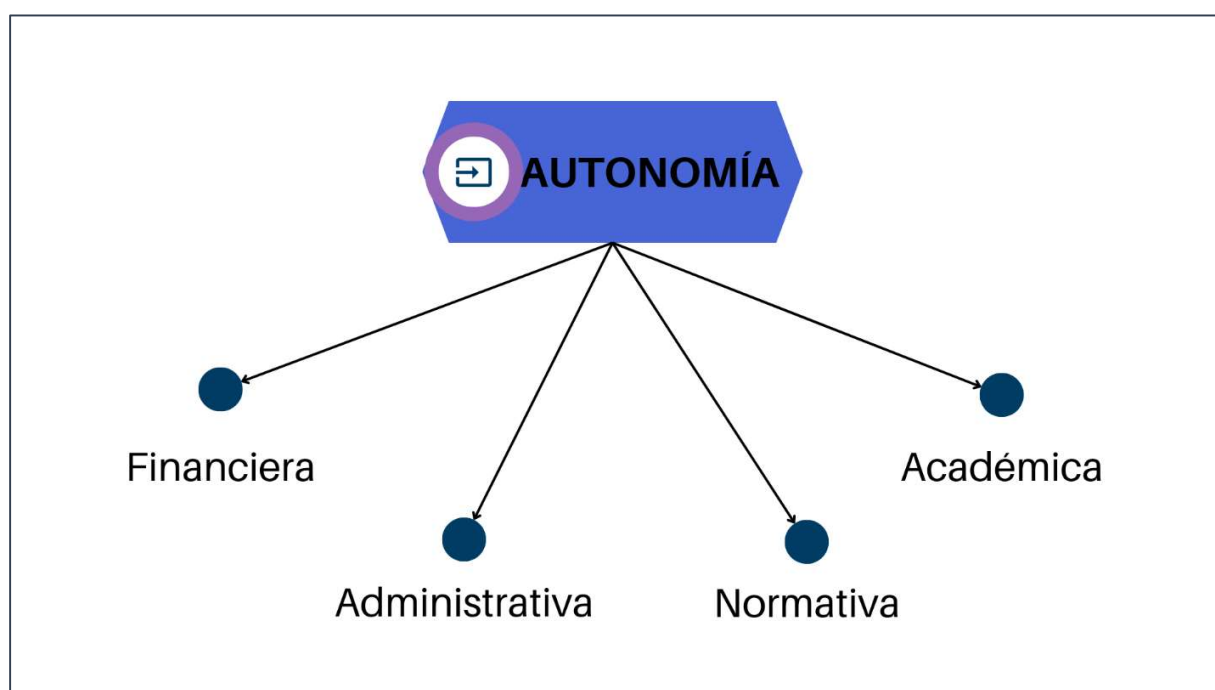 AUTONOMÍA
Financiera
Académica
Administrativa
Normativa